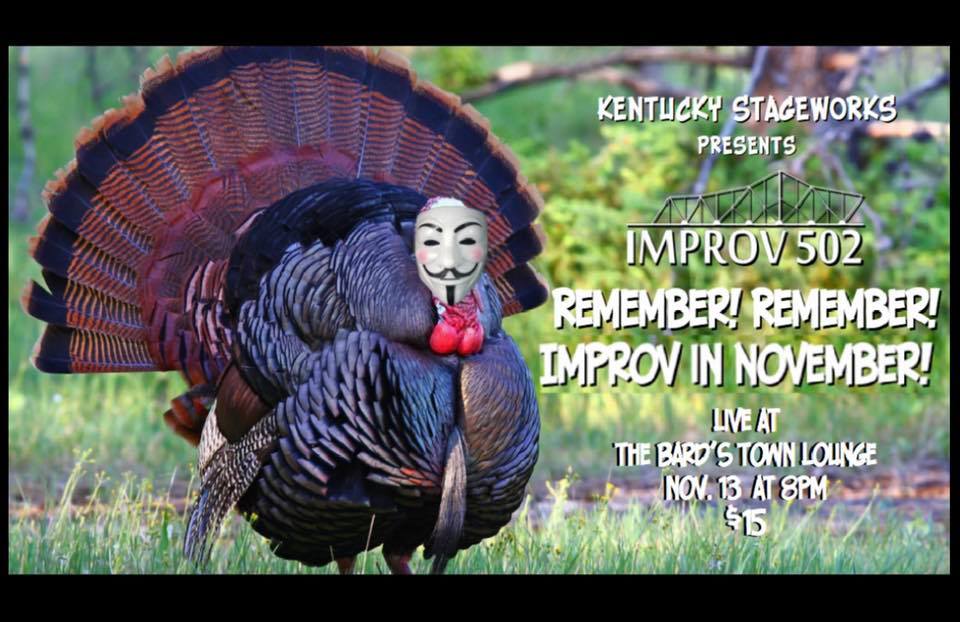 KENTUCKY STAGEWORKS
PRESENTS
IMPROV 502
REMEMBER! REMEMBER!
IMPROV IN NOVEMBER!
LIVE AT
THE BARD'S TOWN LOUNGE
NOV. 13 AT 8PM
$15